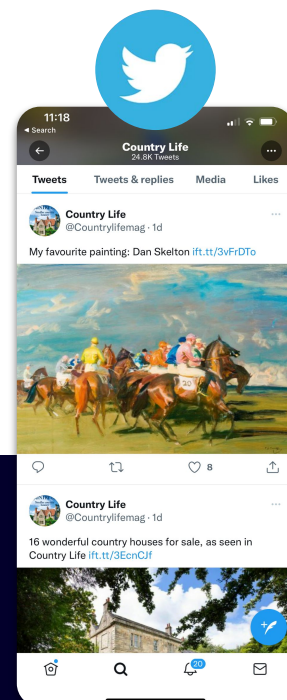 11:18
◀ Search
Country Life
24.8K Tweets
Tweets Tweets & replies Media Likes
Country Life
@Countrylifemag · 1d
My favourite painting: Dan Skelton ift.tt/3vFrDTo
20
8
Country Life
@Countrylifemag · 1d
16 wonderful country houses for sale, as seen in
Country Life ift.tt/3EcnCJf
20